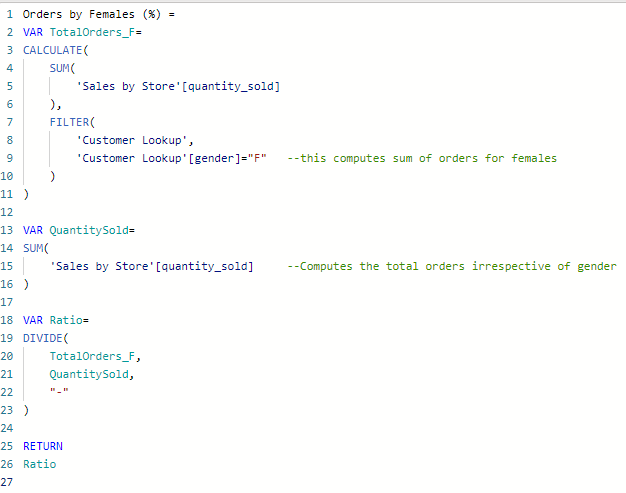 1 Orders by Females (%) =
2 VAR TotalOrders_F=
3 CALCULATE(
4     SUM(
5         'Sales by Store'[quantity_sold]
6     ),
7     FILTER(
8         'Customer Lookup',
9         'Customer Lookup'[gender]="F"   --this computes sum of orders for females
10     )
11 )
12
13 VAR QuantitySold=
14 SUM(
15     'Sales by Store'[quantity_sold]     --Computes the total orders irrespective of gender
16 )
17
18 VAR Ratio=
19 DIVIDE(
20     TotalOrders_F,
21     QuantitySold,
22     "-"
23 )
24
25 RETURN
26 Ratio
27